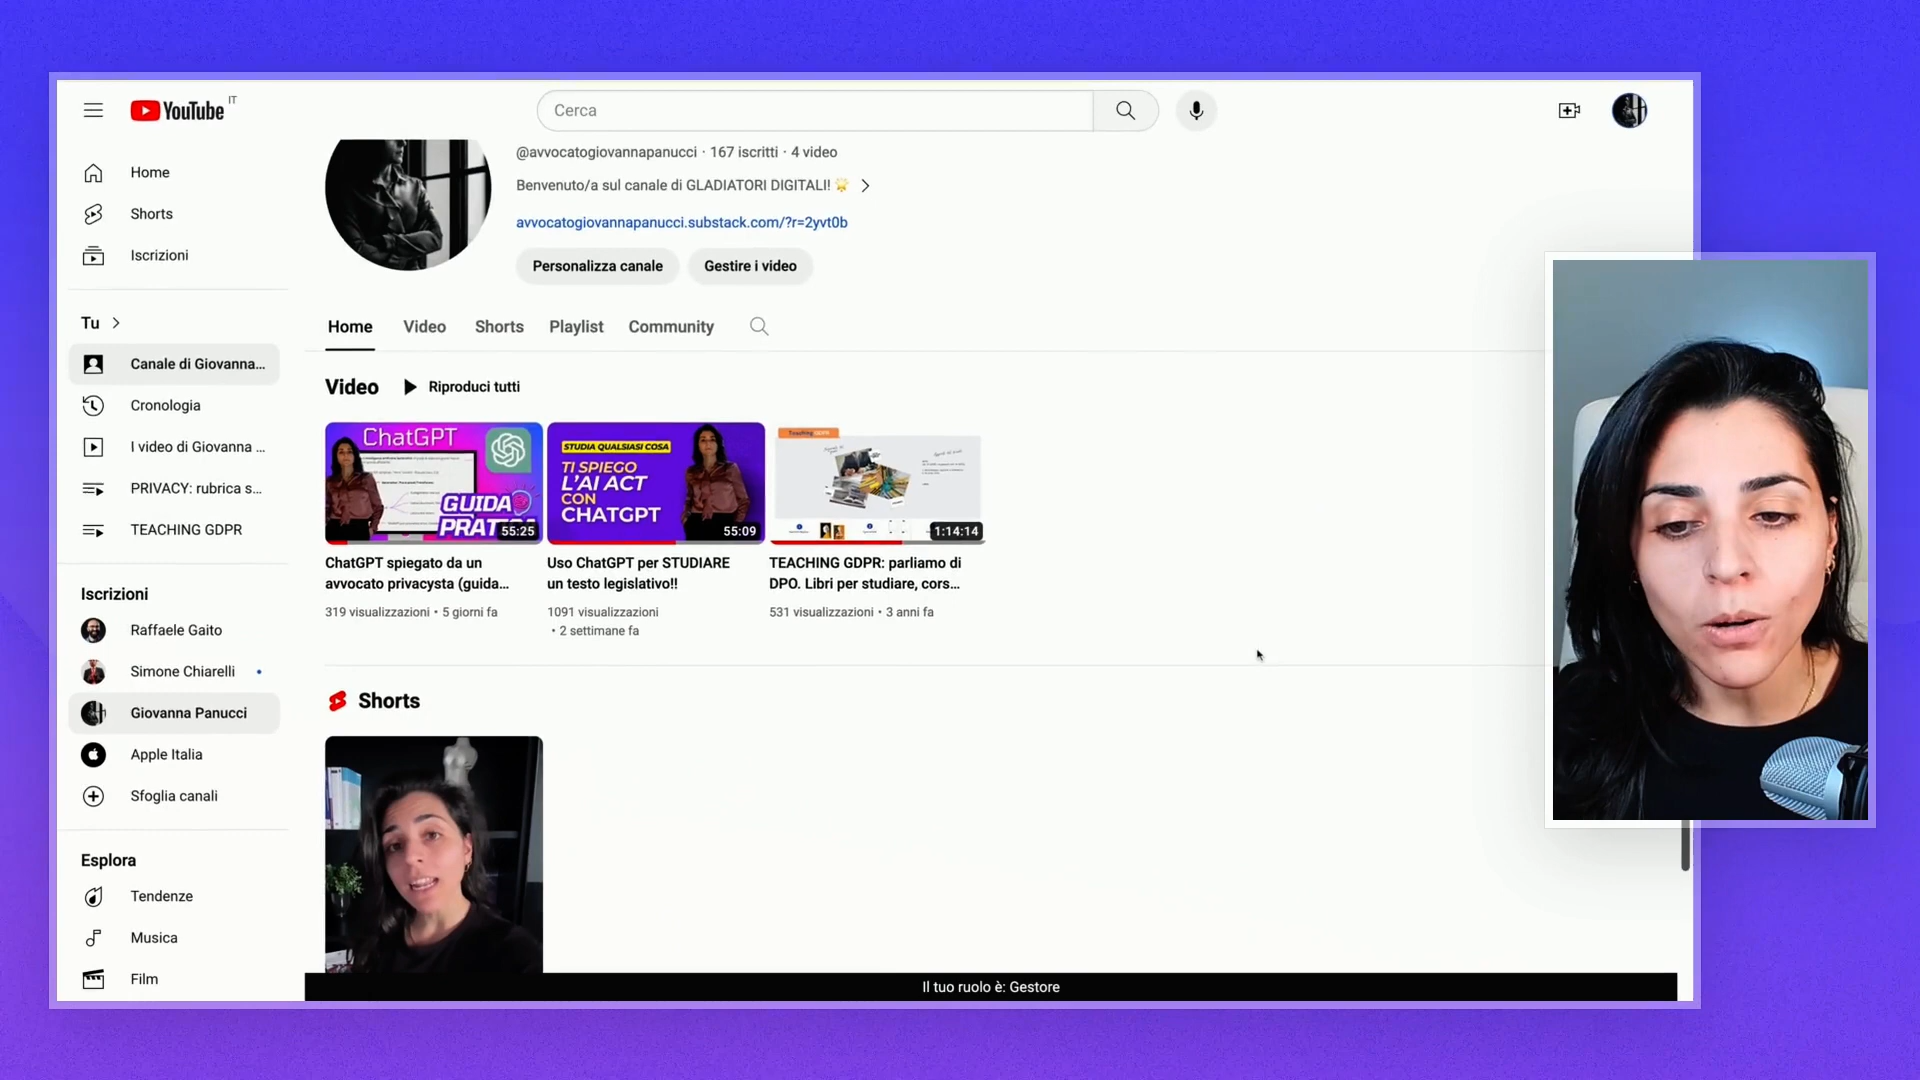 YouTube IT
Cerca
Home
Shorts
Iscrizioni
Tu
Canale di Giovanna...
Cronologia
I video di Giovanna ...
PRIVACY: rubrica s...
TEACHING GDPR
Iscrizioni
Raffaele Gaito
Simone Chiarelli
Giovanna Panucci
Apple Italia
Sfoglia canali
Esplora
Tendenze
Musica
Film
@avvocatogiovannapanucci · 167 iscritti · 4 video
Benvenuto/a sul canale di GLADIATORI DIGITALI! 🌟
avvocatogiovannapanucci.substack.com/?r=2yvt0b
Personalizza canale
Gestire i video
Home Video Shorts Playlist Community
Video
Riproduci tutti
ChatGPT
GUIDA
PRATICA
55:25
ChatGPT spiegato da un
avvocato privacysta (guida...
319 visualizzazioni • 5 giorni fa
STUDIA QUALSIASI COSA
TI SPIEGO
L'AI ACT
CON
CHATGPT
55:09
Uso ChatGPT per STUDIARE
un testo legislativo!!
1091 visualizzazioni
• 2 settimane fa
Teaching GDPR
1:14:14
TEACHING GDPR: parliamo di
DPO. Libri per studiare, cors...
531 visualizzazioni • 3 anni fa
Shorts
Il tuo ruolo è: Gestore